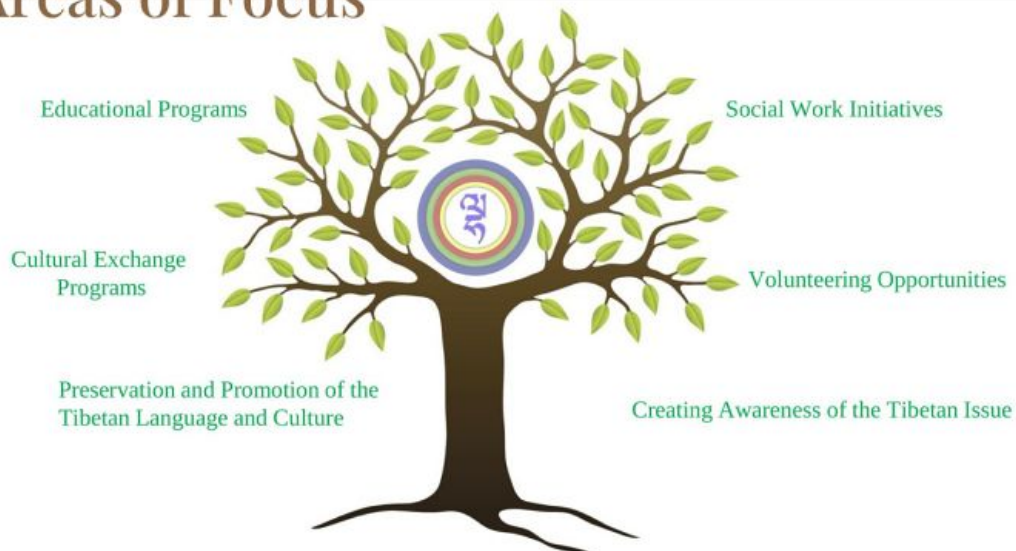 Areas of Focus
Educational Programs
Social Work Initiatives
Cultural Exchange
Programs
Volunteering Opportunities
Preservation and Promotion of the
Tibetan Language and Culture
Creating Awareness of the Tibetan Issue